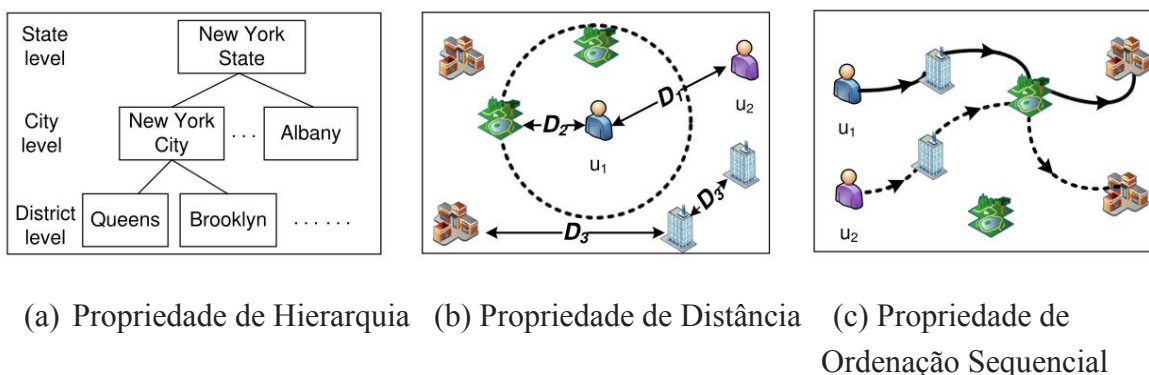 State
level
New York
State
City
level
New York
City
. . .
Albany
District
level
Queens
Brooklyn
. . . . . .
D₁
u₂
D₂
u₁
D₃
D₃
u₁
u₂
(a) Propriedade de Hierarquia
(b) Propriedade de Distância
(c) Propriedade de
Ordenação Sequencial